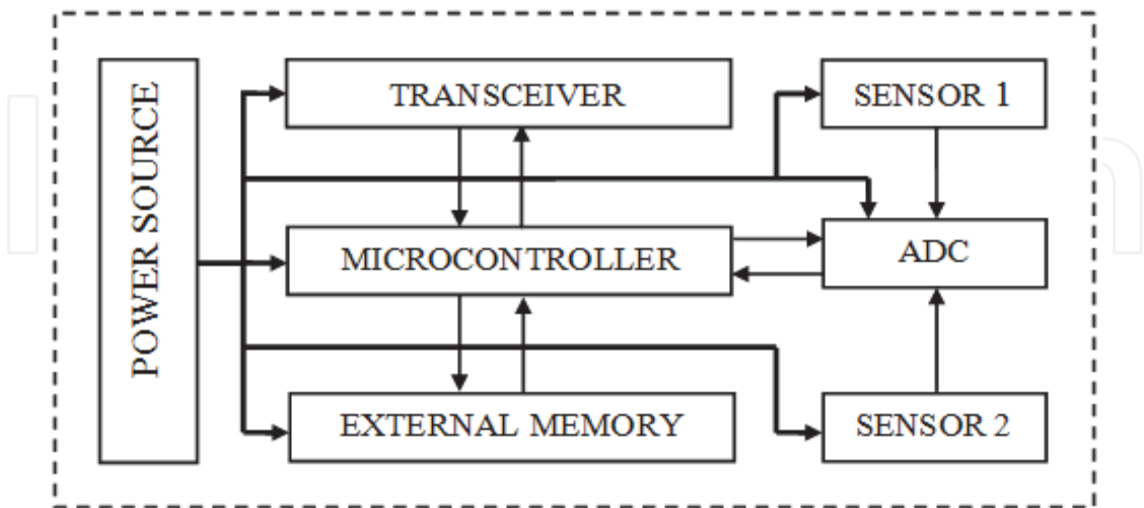 POWER SOURCE
TRANSCEIVER
SENSOR 1
MICROCONTROLLER
ADC
EXTERNAL MEMORY
SENSOR 2